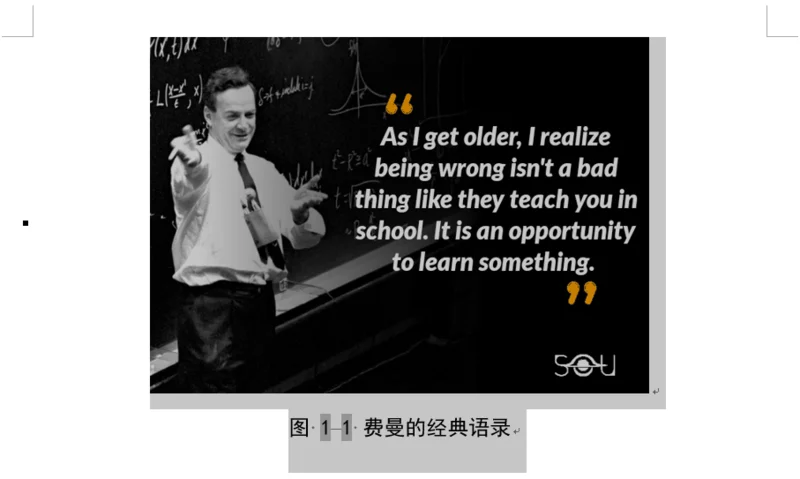 “
As I get older, I realize
being wrong isn't a bad
thing like they teach you in
school. It is an opportunity
to learn something.
”
SOU
图 1-1 费曼的经典语录